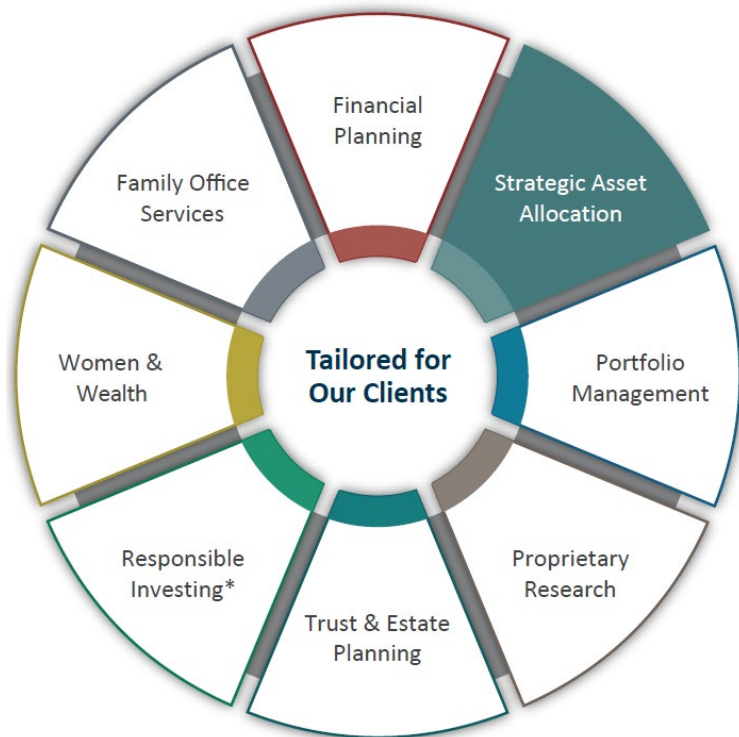 Financial
Planning
Strategic Asset
Allocation
Portfolio
Management
Proprietary
Research
Trust & Estate
Planning
Responsible
Investing*
Women &
Wealth
Family Office
Services
Tailored for
Our Clients